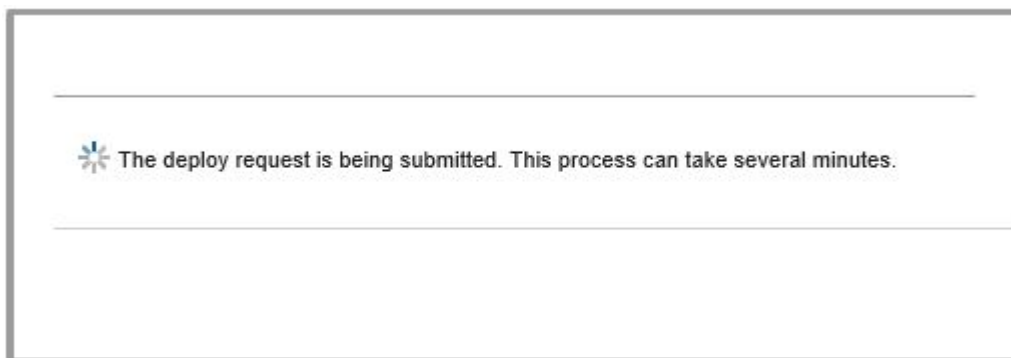 The deploy request is being submitted. This process can take several minutes.